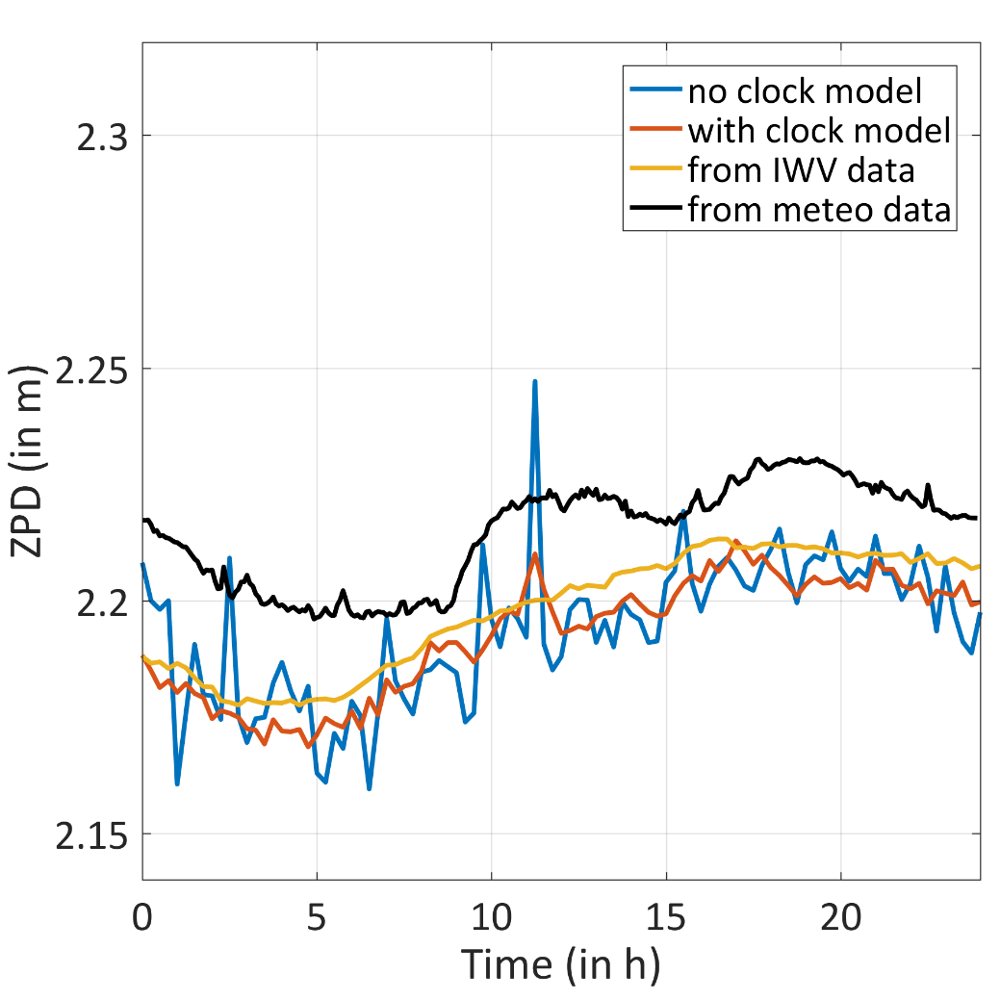 no clock model
with clock model
from IWV data
from meteo data
2.3
2.25
2.2
2.15
ZPD (in m)
0 5 10 15 20
Time (in h)